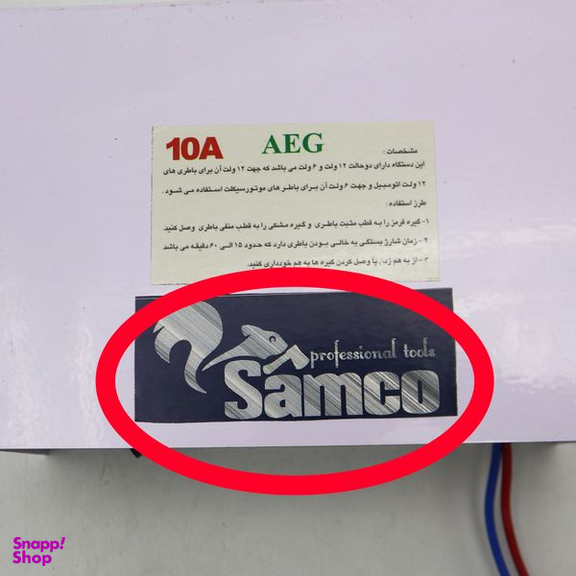 10A AEG
مشخصات :
این دستگاه دارای دوحالت ۱۲ ولت و ۶ ولت می باشد که جهت ۱۲ ولت آن برای باطری های
۱۲ ولت اتومبیل و جهت ۶ ولت آن برای باطر های موتورسیکلت استفاده می شود.
طرز استفاده :
۱- گیره قرمز را به قطب مثبت باطری و گیره مشکی را به قطب منفی باطری وصل کنید.
۲- زمان شارژ بستگی به خالی بودن باطری دارد که حدود ۱۵ الی ۶۰ دقیقه می باشد
۳- از به هم زدن یا وصل کردن گیره ها به هم خودداری کنید.
professional tools
Sâmco
Snapp!
Shop